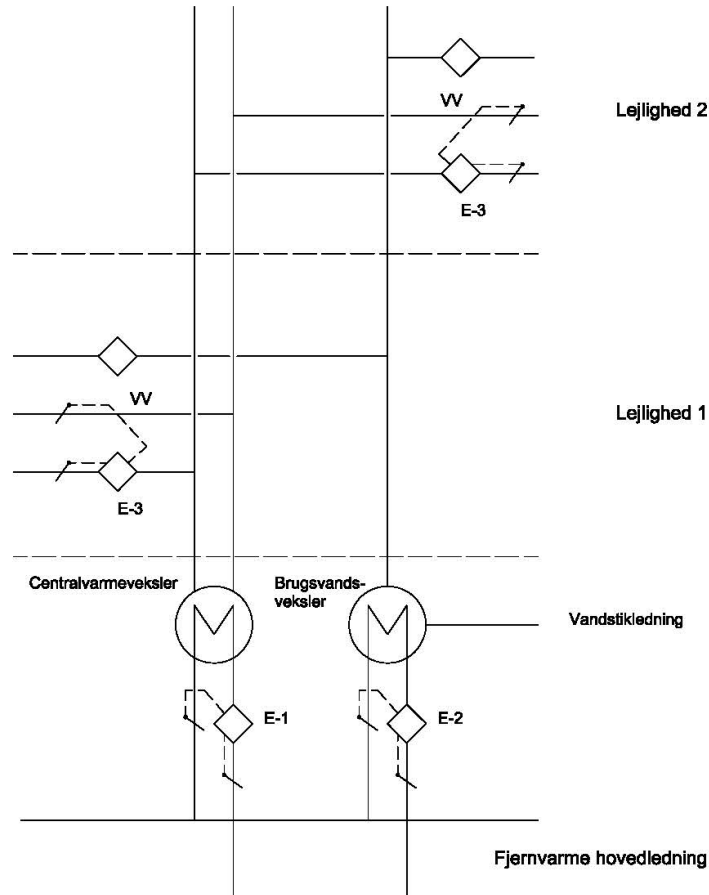 VV
Lejlighed 2
E-3
VV
Lejlighed 1
E-3
Centralvarmeveksler
Brugsvands-
veksler
Vandstikledning
E-1
E-2
Fjernvarme hovedledning